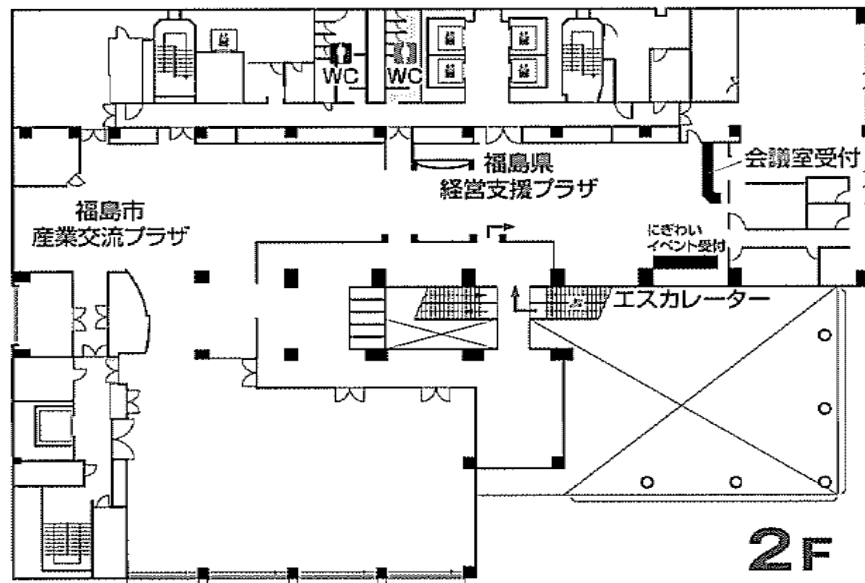 WC
WC
福島県
経営支援プラザ
会議室受付
福島市
産業交流プラザ
にぎわい
イベント受付
エスカレーター
2F